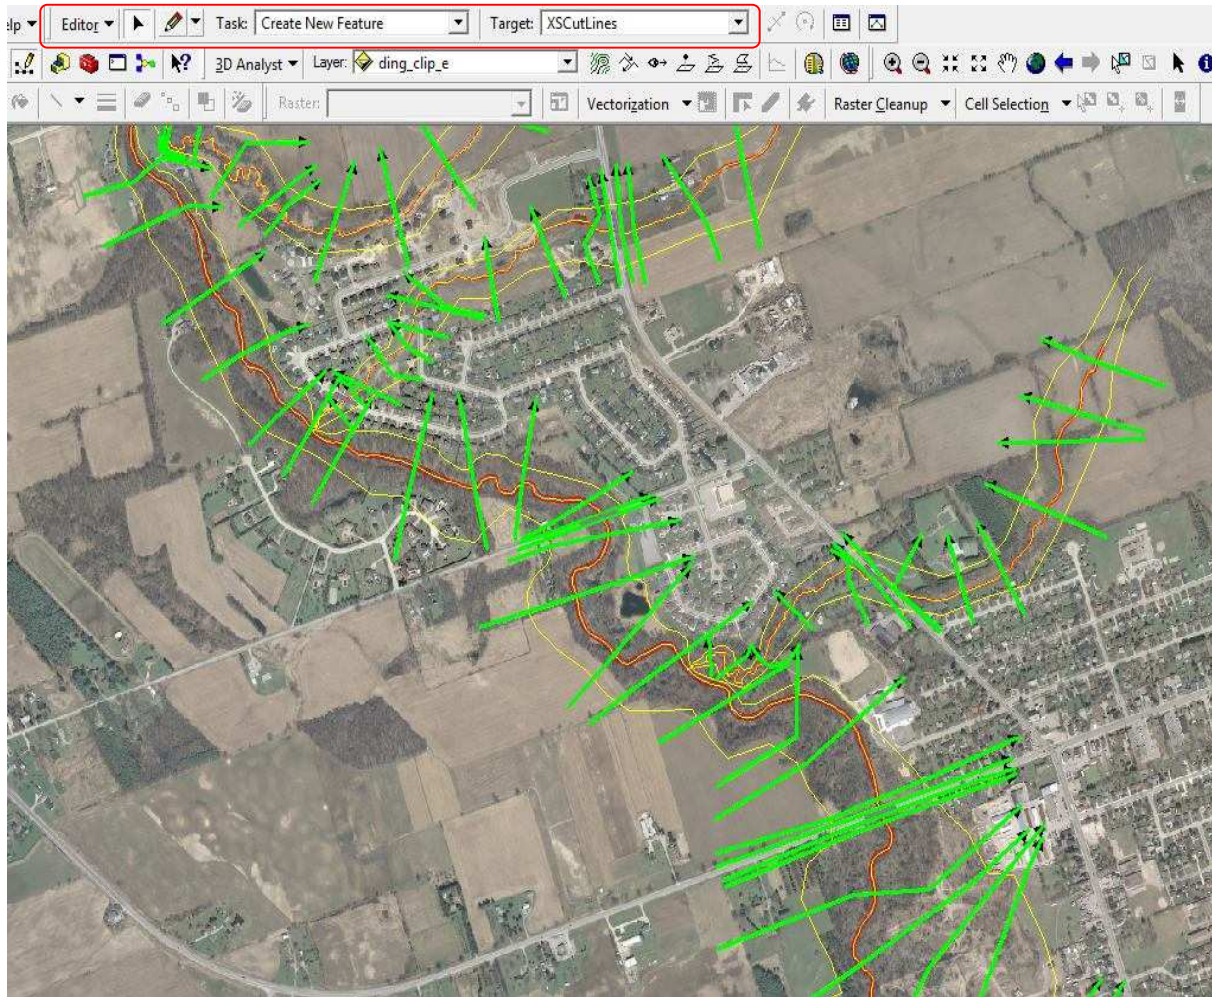 elp Editor Task: Create New Feature Target: XSCutLines
3D Analyst Layer: ding_clip_e
Raster: Vectorization Raster Cleanup Cell Selection